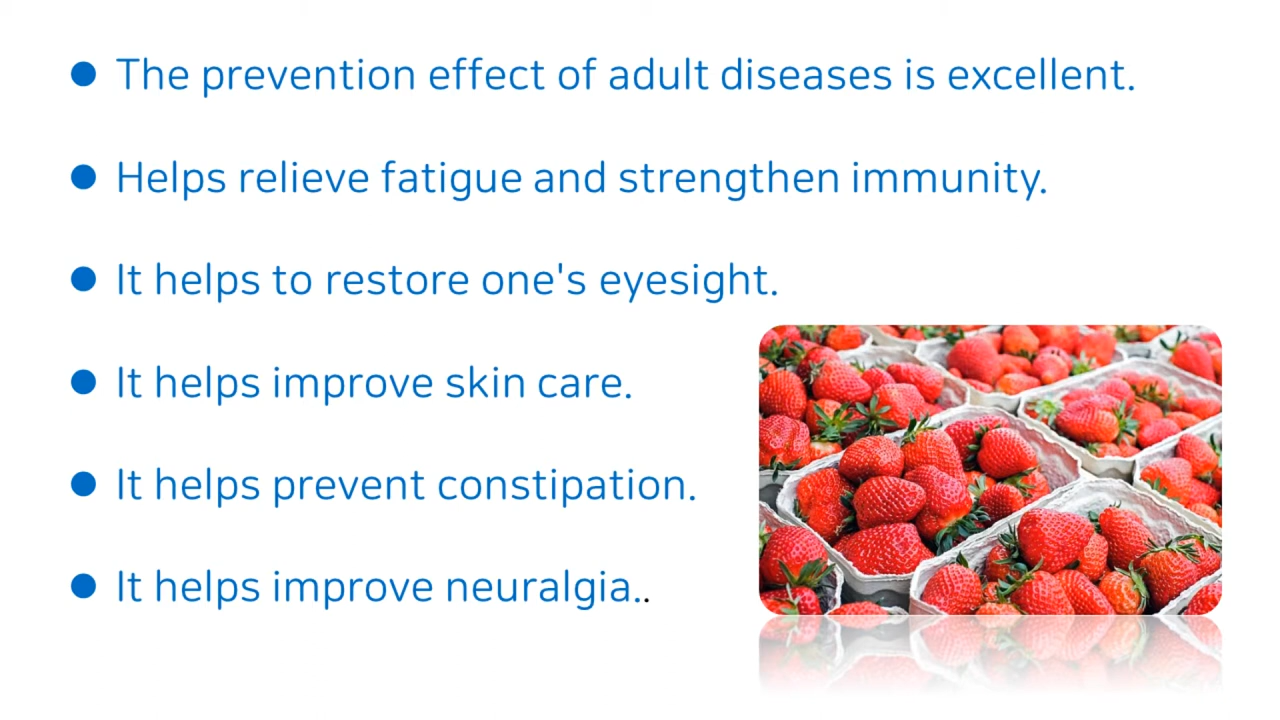 ● The prevention effect of adult diseases is excellent.
● Helps relieve fatigue and strengthen immunity.
● It helps to restore one's eyesight.
● It helps improve skin care.
● It helps prevent constipation.
● It helps improve neuralgia..